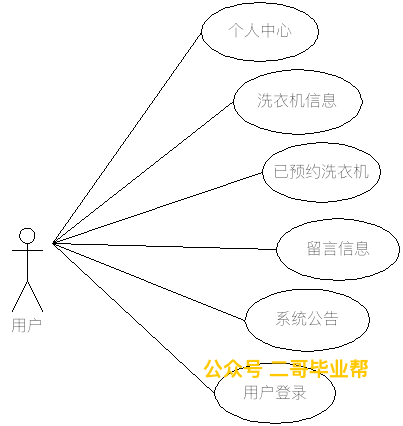 个人中心
洗衣机信息
已预约洗衣机
留言信息
用户
系统公告
公众号 二哥毕业帮
用户登录